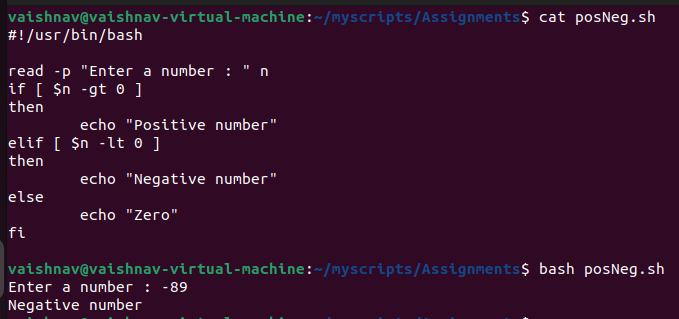 vaishnav@vaishnav-virtual-machine:~/myscripts/Assignments$ cat posNeg.sh
#!/usr/bin/bash
read -p "Enter a number : " n
if [ $n -gt 0 ]
then
        echo "Positive number"
elif [ $n -lt 0 ]
then
        echo "Negative number"
else
        echo "Zero"
fi
vaishnav@vaishnav-virtual-machine:~/myscripts/Assignments$ bash posNeg.sh
Enter a number : -89
Negative number